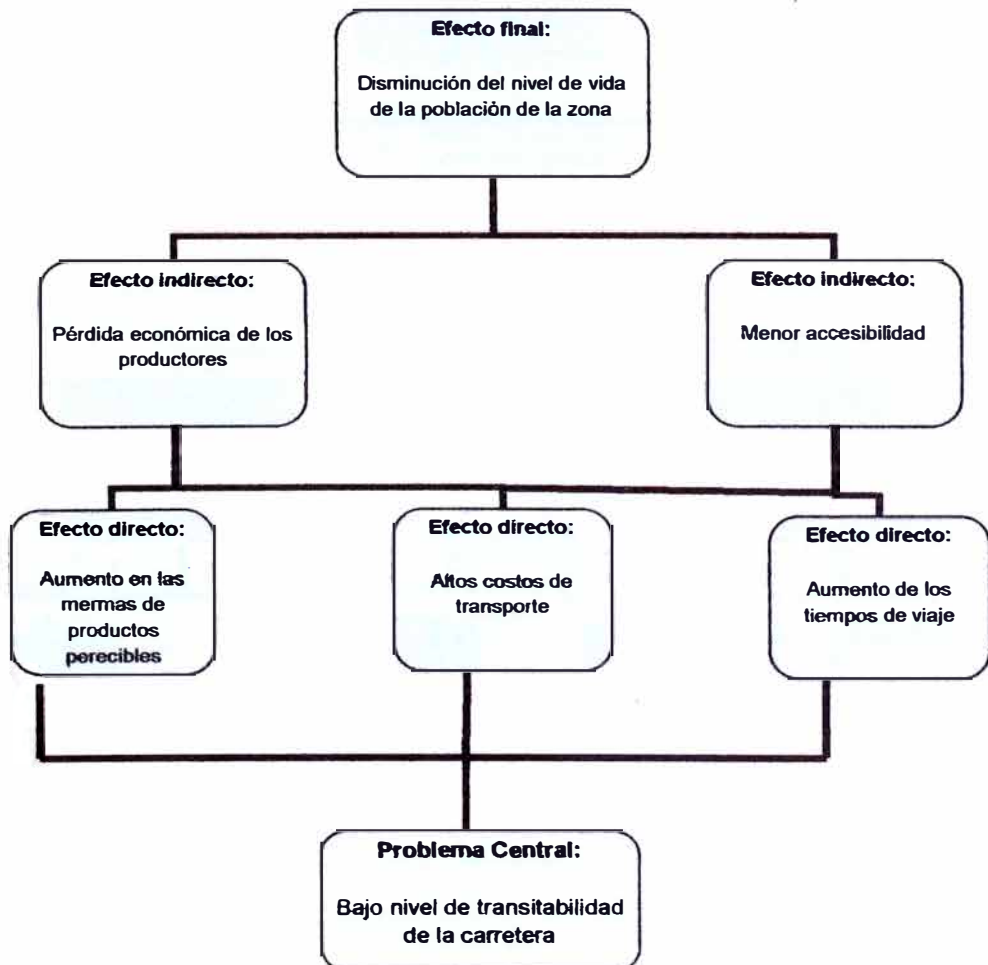 Efecto final:
Disminución del nivel de vida
de la población de la zona
Efecto indirecto:
Pérdida económica de los
productores
Efecto indirecto:
Menor accesibilidad
Efecto directo:
Aumento en las
mermas de
productos
perecibles
Efecto directo:
Altos costos de
transporte
Efecto directo:
Aumento de los
tiempos de viaje
Problema Central:
Bajo nivel de transitabilidad
de la carretera